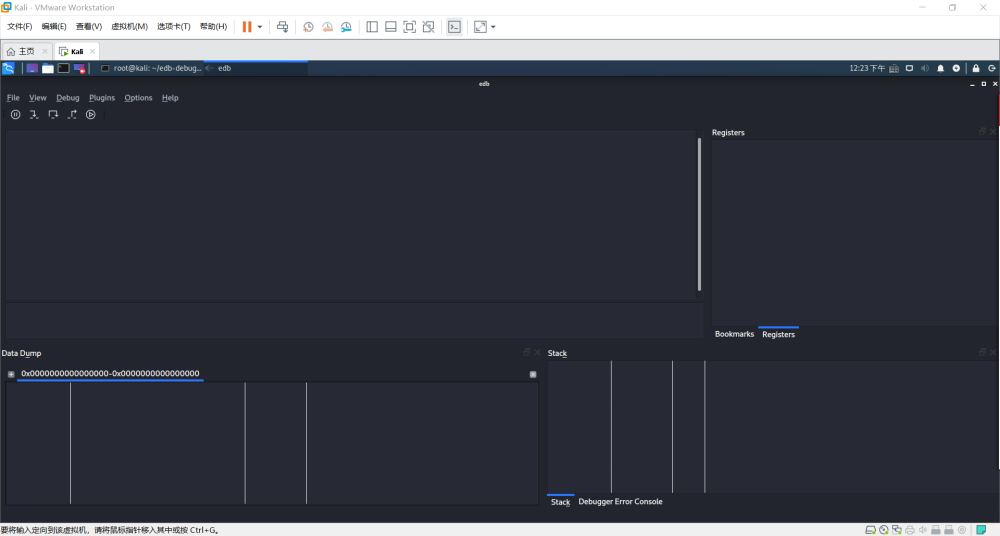 Kali - VMware Workstation
文件(F) 编辑(E) 查看(V) 虚拟机(M) 选项卡(T) 帮助(H)
主页 Kali
root@kali: ~/edb-debug... edb 12:23 下午
edb
File View Debug Plugins Options Help
Registers
Bookmarks Registers
Data Dump
Stack
0x0000000000000000-0x0000000000000000
Stack Debugger Error Console
要将输入定向到该虚拟机，请将鼠标指针移入其中或按 Ctrl+G。